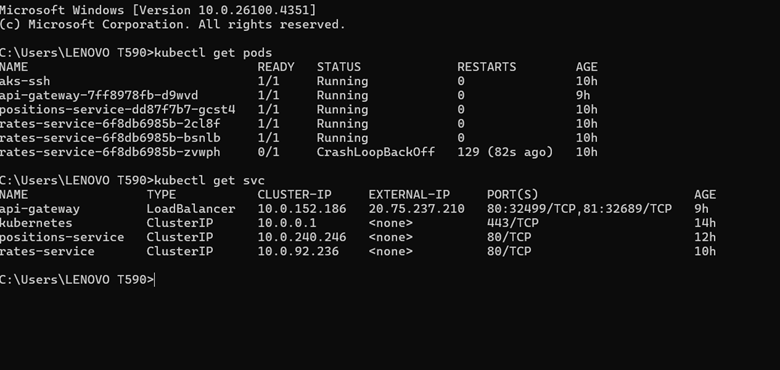 Microsoft Windows [Version 10.0.26100.4351]
(c) Microsoft Corporation. All rights reserved.
C:\Users\LENOVO T590>kubectl get pods
NAME READY STATUS RESTARTS AGE
aks-ssh 1/1 Running 0 10h
api-gateway-7ff8978fb-d9wvd 1/1 Running 0 9h
positions-service-dd87f7b7-gcst4 1/1 Running 0 10h
rates-service-6f8db6985b-2cl8f 1/1 Running 0 10h
rates-service-6f8db6985b-bsnlb 1/1 Running 0 10h
rates-service-6f8db6985b-zvwph 0/1 CrashLoopBackOff 129 (82s ago) 10h
C:\Users\LENOVO T590>kubectl get svc
NAME TYPE CLUSTER-IP EXTERNAL-IP PORT(S) AGE
api-gateway LoadBalancer 10.0.152.186 20.75.237.210 80:32499/TCP,81:32689/TCP 9h
kubernetes ClusterIP 10.0.0.1 <none> 443/TCP 14h
positions-service ClusterIP 10.0.240.246 <none> 80/TCP 12h
rates-service ClusterIP 10.0.92.236 <none> 80/TCP 10h
C:\Users\LENOVO T590>